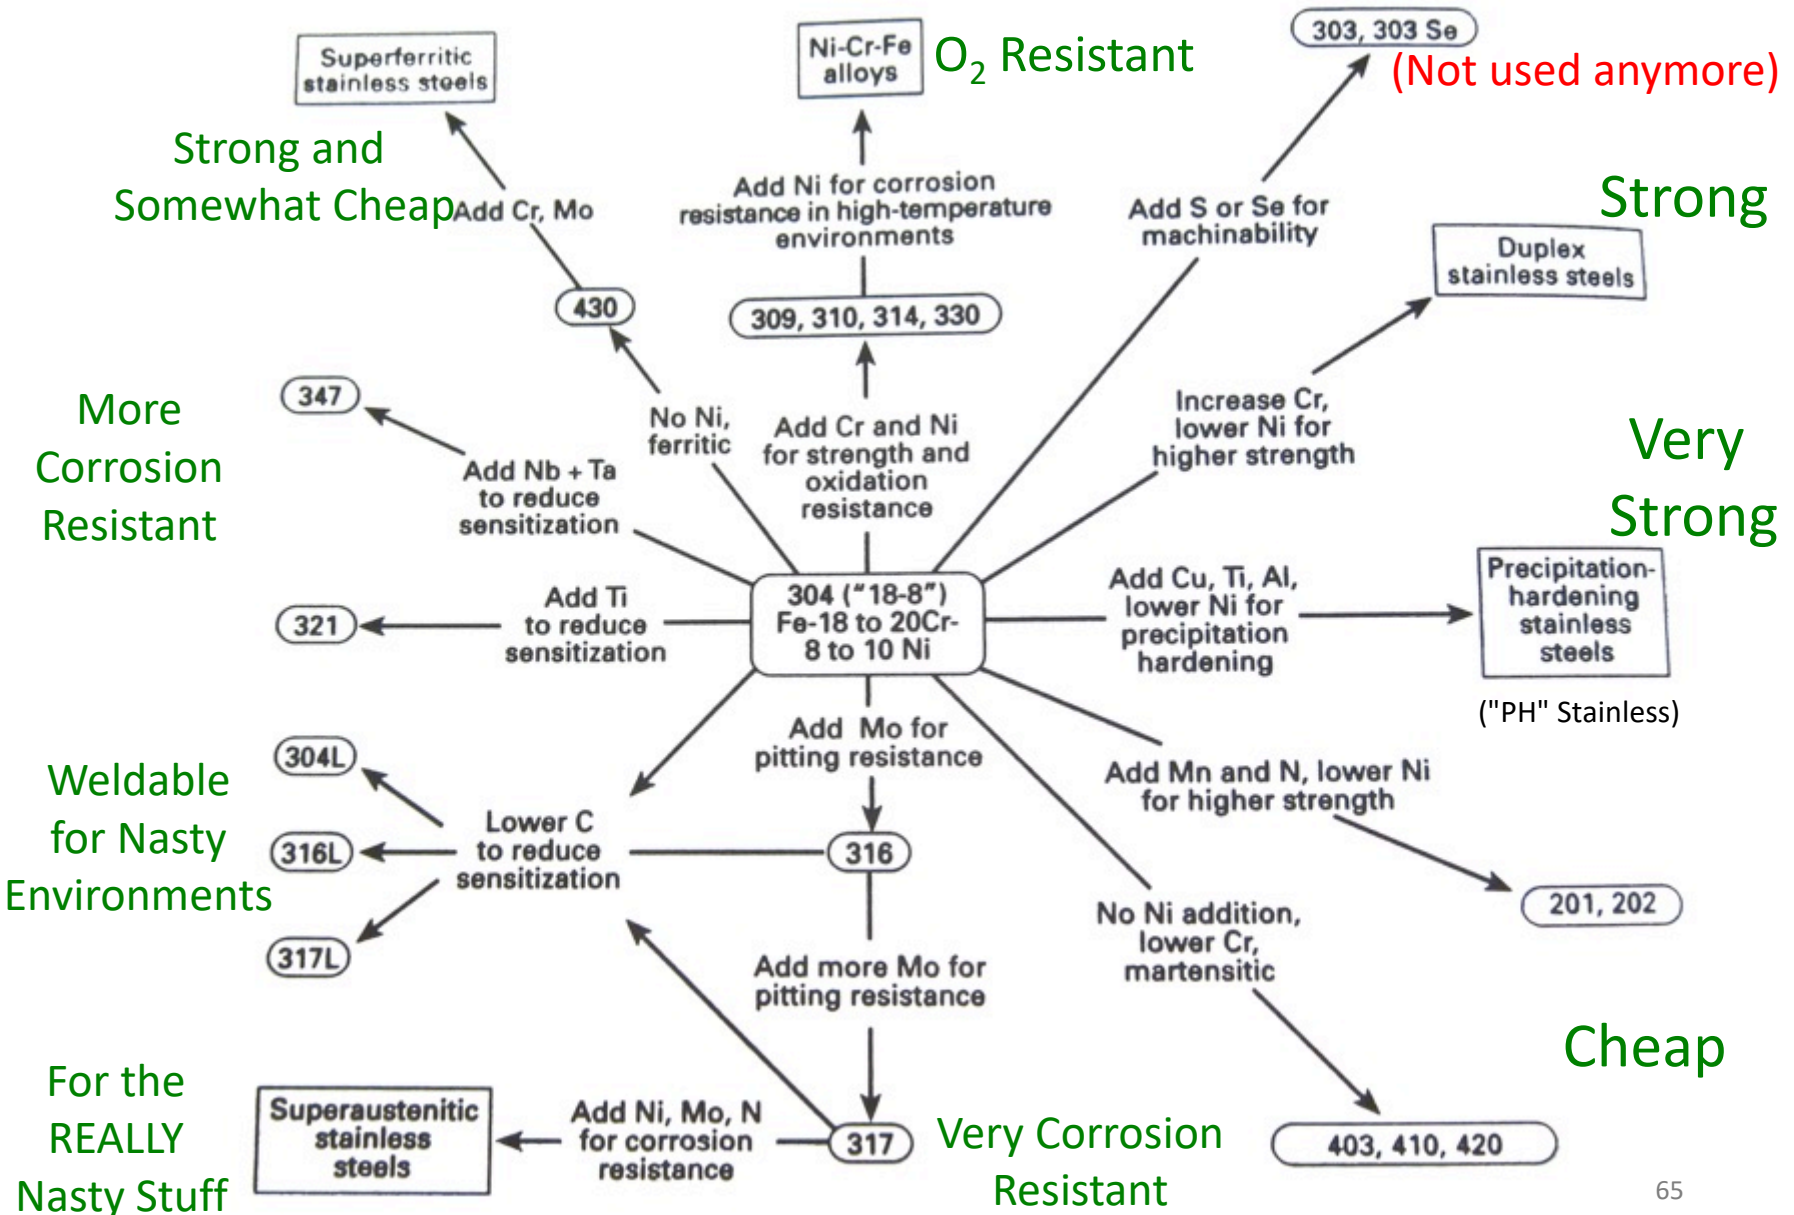 Superferritic
stainless steels
Ni-Cr-Fe
alloys
O₂ Resistant
303, 303 Se
(Not used anymore)
Strong and
Somewhat Cheap
Add Cr, Mo
Add Ni for corrosion
resistance in high-temperature
environments
Add S or Se for
machinability
Strong
Duplex
stainless steels
430
309, 310, 314, 330
347
More
Corrosion
Resistant
No Ni,
ferritic
Add Cr and Ni
for strength and
oxidation
resistance
Increase Cr,
lower Ni for
higher strength
Very
Strong
Add Nb + Ta
to reduce
sensitization
321
Add Ti
to reduce
sensitization
304 ("18-8")
Fe-18 to 20Cr-
8 to 10 Ni
Add Cu, Ti, Al,
lower Ni for
precipitation
hardening
Precipitation-
hardening
stainless
steels
("PH" Stainless)
304L
Weldable
for Nasty
Environments
316L
317L
Lower C
to reduce
sensitization
Add Mo for
pitting resistance
316
Add Mn and N, lower Ni
for higher strength
201, 202
Add more Mo for
pitting resistance
No Ni addition,
lower Cr,
martensitic
Cheap
For the
REALLY
Nasty Stuff
Superaustenitic
stainless
steels
Add Ni, Mo, N
for corrosion
resistance
317
Very Corrosion
Resistant
403, 410, 420
65